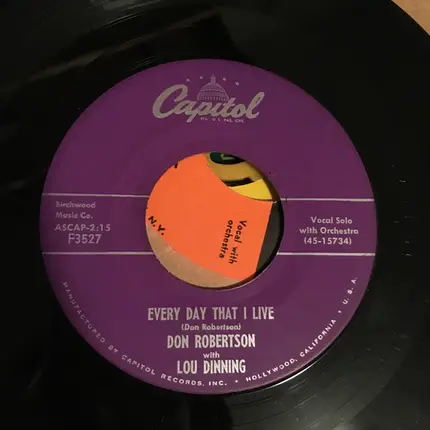 Capitol
REG. U.S. PAT. OFF.
Birchwood
Music Co.
ASCAP-2:15
F3527
Vocal Solo
with Orchestra
(45-15734)
N.Y.
Vocal with
orchestra
EVERY DAY THAT I LIVE
(Don Robertson)
DON ROBERTSON
with
LOU DINNING
MANUFACTURED BY CAPITOL RECORDS, INC. • HOLLYWOOD, CALIFORNIA • U.S.A.